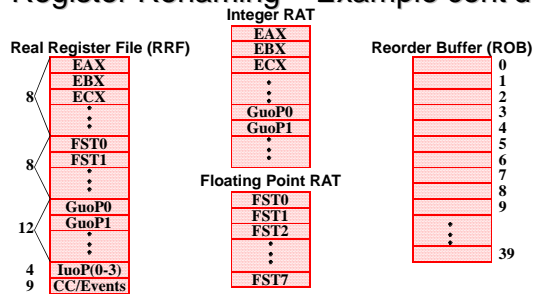 Register Renaming – Example cont'd
Integer RAT
EAX
EBX
ECX
GuoP0
GuoP1
Real Register File (RRF)
8
EAX
EBX
ECX
8
FST0
FST1
12
GuoP0
GuoP1
4 IuoP(0-3)
9 CC/Events
Floating Point RAT
FST0
FST1
FST2
FST7
Reorder Buffer (ROB)
0
1
2
3
4
5
6
7
8
9
39